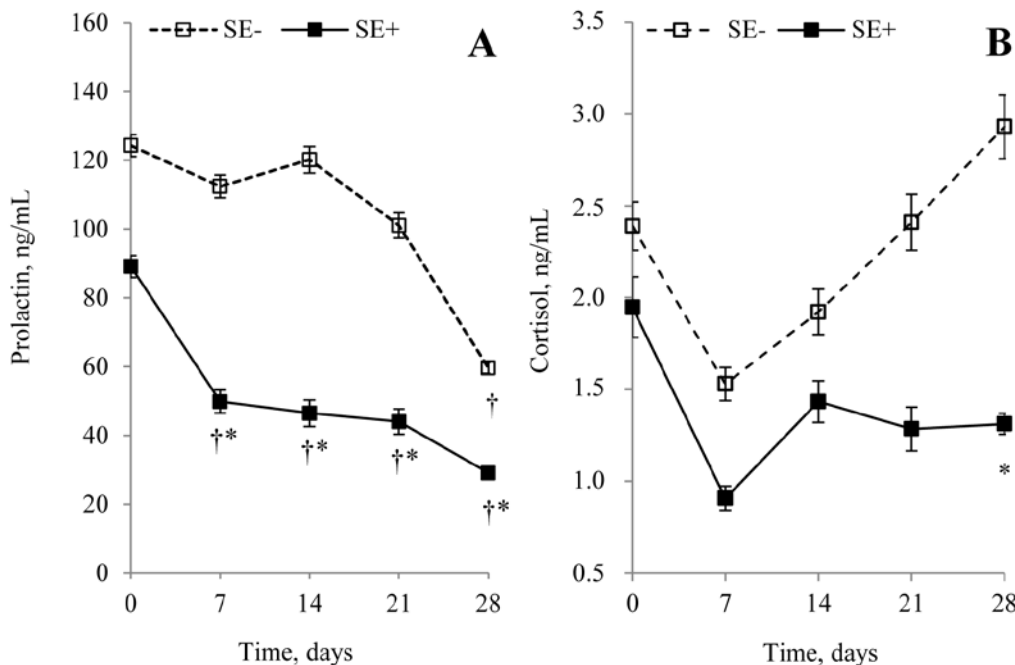 SE- SE+ A
Prolactin, ng/mL
160
140
120
100
80
60
40
20
0
†
†* †* †*
†*
0 7 14 21 28
Time, days
SE- SE+ B
Cortisol, ng/mL
3.5
3.0
2.5
2.0
1.5
1.0
0.5
*
0 7 14 21 28
Time, days